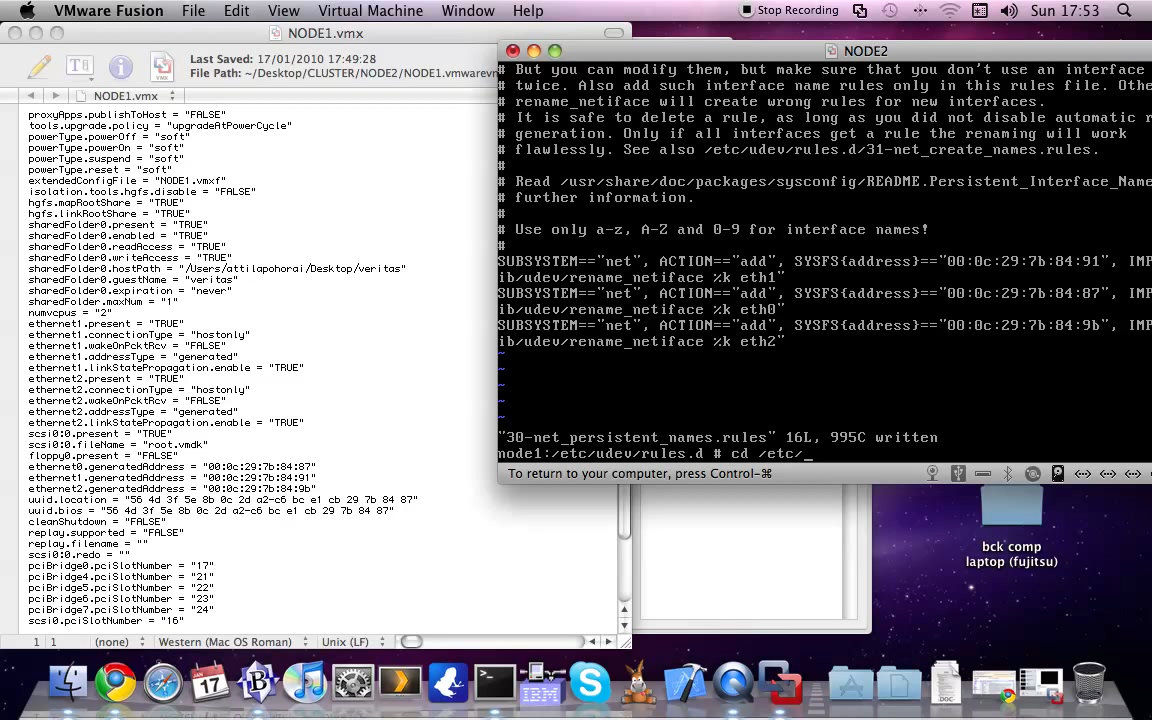 VMware Fusion File Edit View Virtual Machine Window Help Stop Recording Sun 17:53
NODE1.vmx
Last Saved: 17/01/2010 17:49:28
File Path: ~/Desktop/CLUSTER/NODE2/NODE1.vmwarevm
NODE1.vmx
proxyApps.publishToHost = "FALSE"
tools.upgrade.policy = "upgradeAtPowerCycle"
powerType.powerOff = "soft"
powerType.powerOn = "soft"
powerType.suspend = "soft"
powerType.reset = "soft"
extendedConfigFile = "NODE1.vmxf"
isolation.tools.hgfs.disable = "FALSE"
hgfs.mapRootShare = "TRUE"
hgfs.linkRootShare = "TRUE"
sharedFolder0.present = "TRUE"
sharedFolder0.enabled = "TRUE"
sharedFolder0.readAccess = "TRUE"
sharedFolder0.writeAccess = "TRUE"
sharedFolder0.hostPath = "/Users/attilapohorai/Desktop/veritas"
sharedFolder0.guestName = "veritas"
sharedFolder0.expiration = "never"
sharedFolder.maxNum = "1"
numvcpus = "2"
ethernet1.present = "TRUE"
ethernet1.connectionType = "hostonly"
ethernet1.wakeOnPcktRcv = "FALSE"
ethernet1.addressType = "generated"
ethernet1.linkStatePropagation.enable = "TRUE"
ethernet2.present = "TRUE"
ethernet2.connectionType = "hostonly"
ethernet2.wakeOnPcktRcv = "FALSE"
ethernet2.addressType = "generated"
ethernet2.linkStatePropagation.enable = "TRUE"
scsi0:0.present = "TRUE"
scsi0:0.fileName = "root.vmdk"
floppy0.present = "FALSE"
ethernet0.generatedAddress = "00:0c:29:7b:84:87"
ethernet1.generatedAddress = "00:0c:29:7b:84:91"
ethernet2.generatedAddress = "00:0c:29:7b:84:9b"
uuid.location = "56 4d 3f 5e 8b 0c 2d a2-c6 bc e1 cb 29 7b 84 87"
uuid.bios = "56 4d 3f 5e 8b 0c 2d a2-c6 bc e1 cb 29 7b 84 87"
cleanShutdown = "FALSE"
replay.supported = "FALSE"
replay.filename = ""
scsi0:0.redo = ""
pciBridge0.pciSlotNumber = "17"
pciBridge4.pciSlotNumber = "21"
pciBridge5.pciSlotNumber = "22"
pciBridge6.pciSlotNumber = "23"
pciBridge7.pciSlotNumber = "24"
scsi0.pciSlotNumber = "16"
1 1 (none) Western (Mac OS Roman) Unix (LF)
NODE2
# But you can modify them, but make sure that you don't use an interface
# twice. Also add such interface name rules only in this rules file. Othe
# rename_netiface will create wrong rules for new interfaces.
# It is safe to delete a rule, as long as you did not disable automatic r
# generation. Only if all interfaces get a rule the renaming will work
# flawlessly. See also /etc/udev/rules.d/31-net_create_names.rules.
#
# Read /usr/share/doc/packages/sysconfig/README.Persistent_Interface_Name
# further information.
#
# Use only a-z, A-Z and 0-9 for interface names!
#
SUBSYSTEM=="net", ACTION=="add", SYSFS{address}=="00:0c:29:7b:84:91", IMP
ib/udev/rename_netiface %k eth1"
SUBSYSTEM=="net", ACTION=="add", SYSFS{address}=="00:0c:29:7b:84:87", IMP
ib/udev/rename_netiface %k eth0"
SUBSYSTEM=="net", ACTION=="add", SYSFS{address}=="00:0c:29:7b:84:9b", IMP
ib/udev/rename_netiface %k eth2"
~
~
~
~
~
"30-net_persistent_names.rules" 16L, 995C written
node1:/etc/udev/rules.d # cd /etc/_
To return to your computer, press Control-⌘
bck comp
laptop (fujitsu)
JAN
17